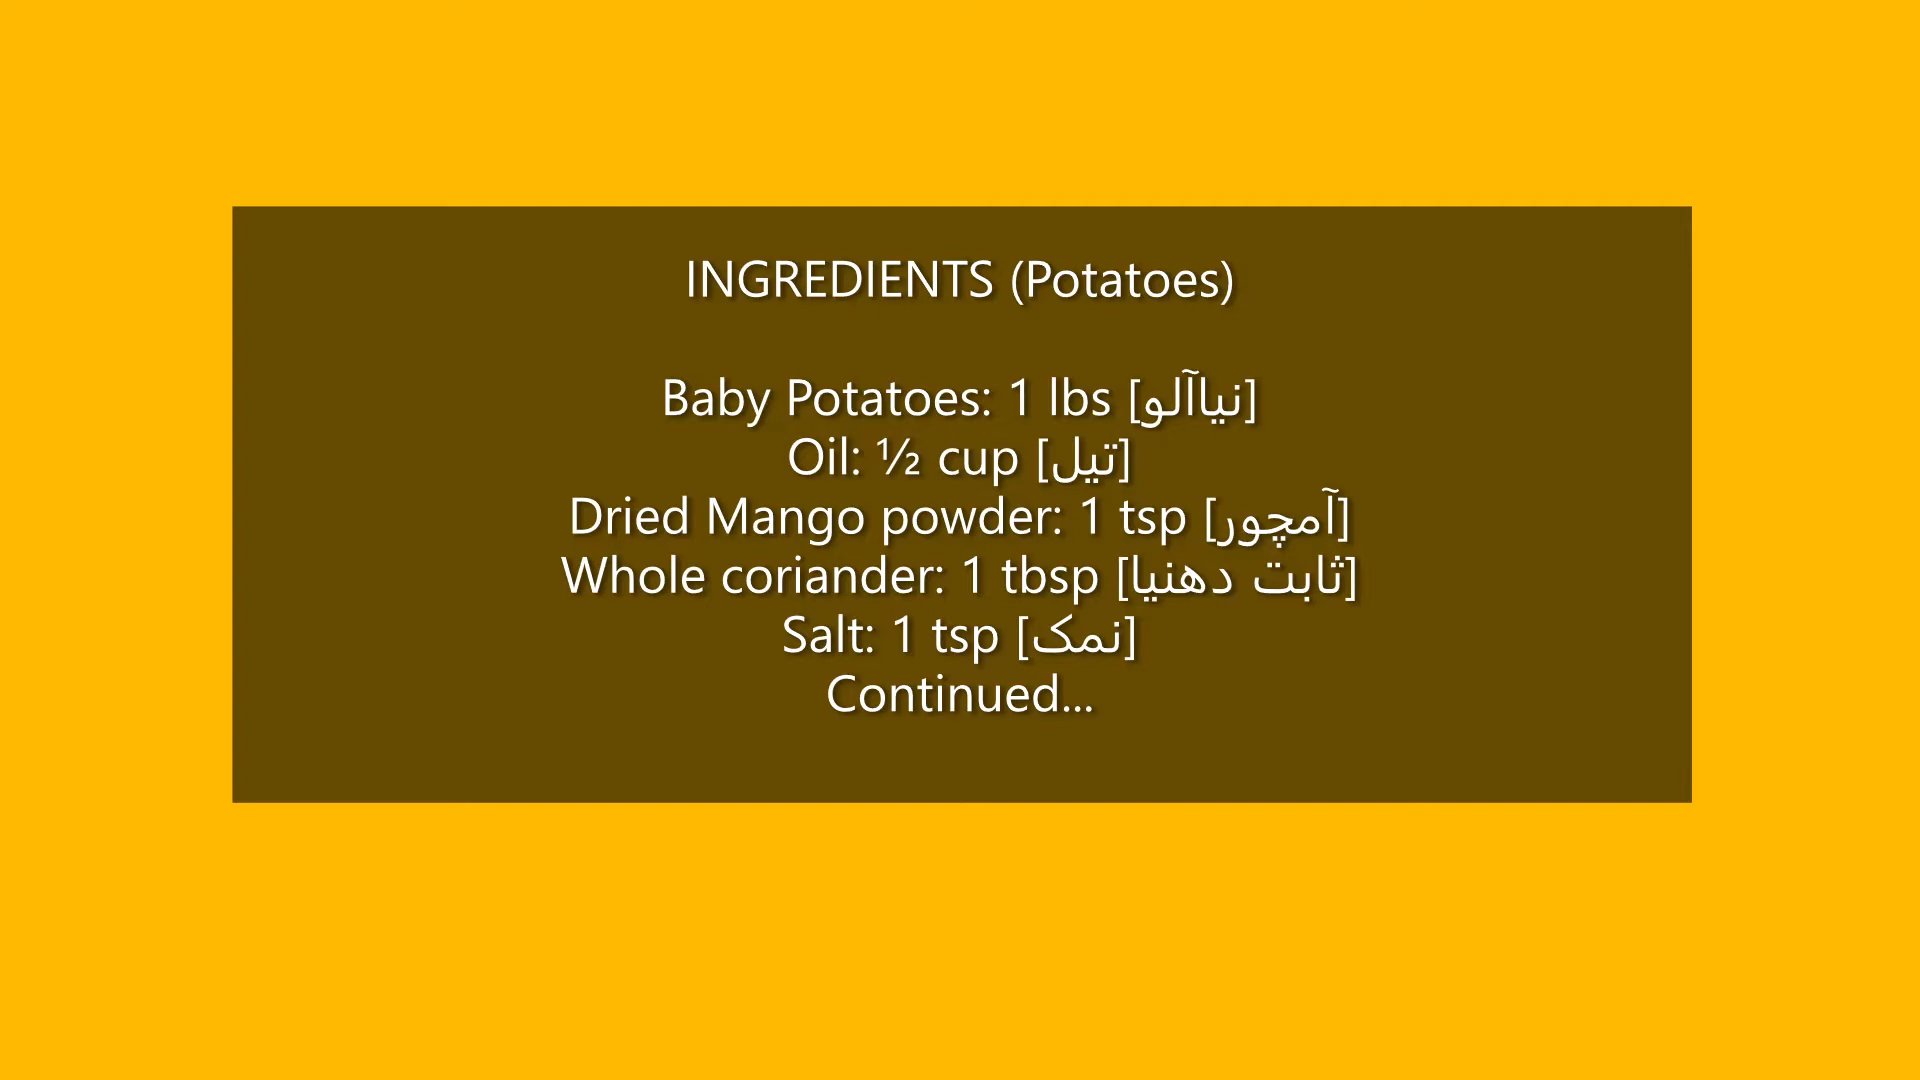 INGREDIENTS (Potatoes)
Baby Potatoes: 1 lbs [نیاآلو]
Oil: ½ cup [تیل]
Dried Mango powder: 1 tsp [آمچور]
Whole coriander: 1 tbsp [ثابت دھنیا]
Salt: 1 tsp [نمک]
Continued...